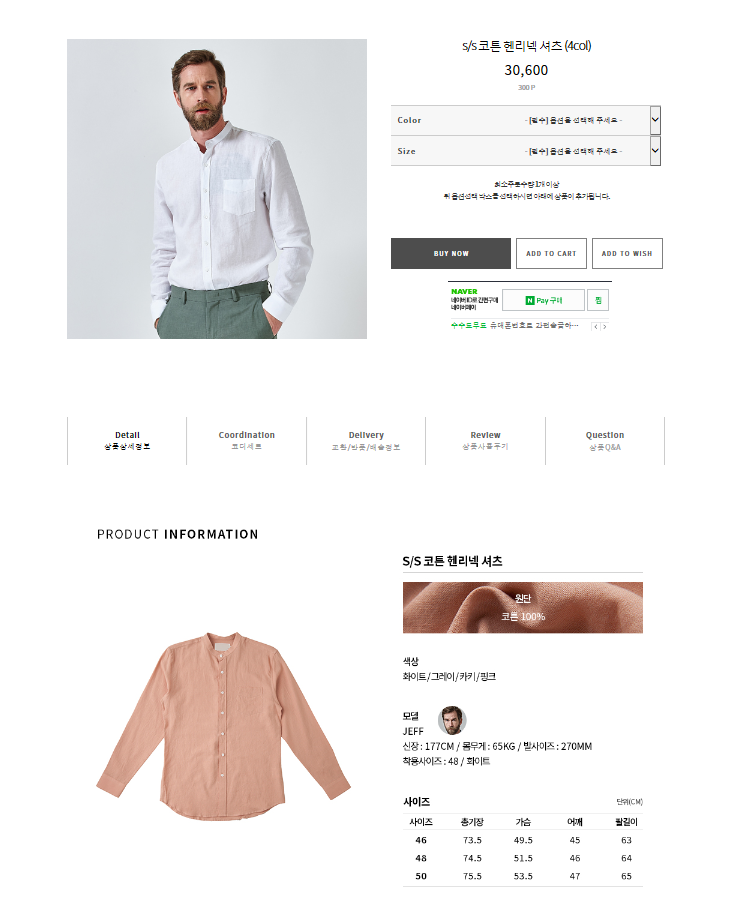 s/s 코튼 헨리넥 셔츠 (4col)
30,600
300 P
Color - [필수] 옵션을 선택해 주세요 -
Size - [필수] 옵션을 선택해 주세요 -
최소주문수량 1개 이상
위 옵션선택 박스를 선택하시면 아래에 상품이 추가됩니다.
BUY NOW ADD TO CART ADD TO WISH
NAVER
네이버 ID로 간편구매
네이버페이
N Pay 구매 찜
휴대폰번호로 간편송금하…
Detail Coordination Delivery Review Question
상품상세정보 코디세트 교환/반품/배송정보 상품사용후기 상품Q&A
PRODUCT INFORMATION
S/S 코튼 헨리넥 셔츠
원단
코튼 100%
색상
화이트/그레이/카키/핑크
모델
JEFF
신장 : 177CM / 몸무게 : 65KG / 발사이즈 : 270MM
착용사이즈 : 48 / 화이트
사이즈 단위(CM)
사이즈 총기장 가슴 어깨 팔길이
46 73.5 49.5 45 63
48 74.5 51.5 46 64
50 75.5 53.5 47 65